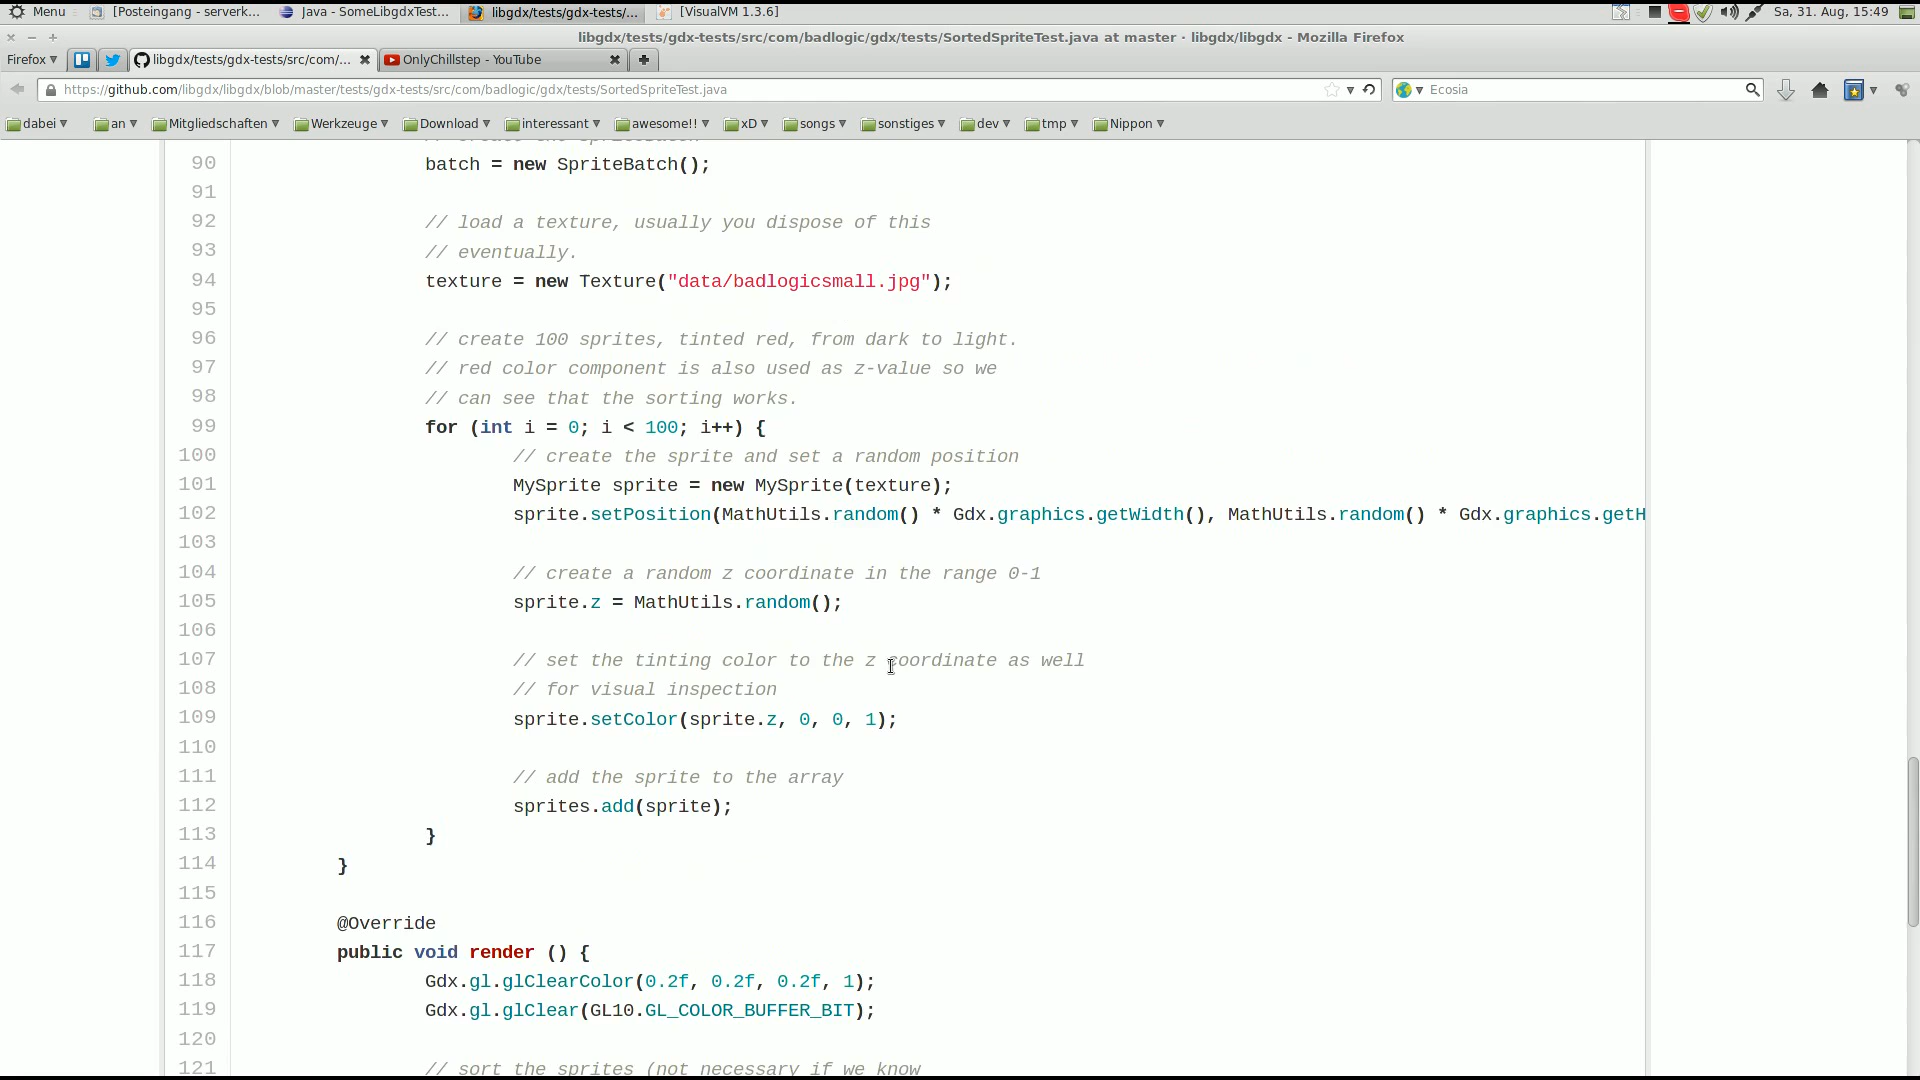 Menu [Posteingang - serverk... Java - SomeLibgdxTest... libgdx/tests/gdx-tests/... [VisualVM 1.3.6] Sa, 31. Aug, 15:49
libgdx/tests/gdx-tests/src/com/badlogic/gdx/tests/SortedSpriteTest.java at master · libgdx/libgdx - Mozilla Firefox
Firefox libgdx/tests/gdx-tests/src/com/... OnlyChillstep - YouTube
https://github.com/libgdx/libgdx/blob/master/tests/gdx-tests/src/com/badlogic/gdx/tests/SortedSpriteTest.java Ecosia
dabei an Mitgliedschaften Werkzeuge Download interessant awesome!! xD songs sonstiges dev tmp Nippon
90 batch = new SpriteBatch();
91
92 // load a texture, usually you dispose of this
93 // eventually.
94 texture = new Texture("data/badlogicsmall.jpg");
95
96 // create 100 sprites, tinted red, from dark to light.
97 // red color component is also used as z-value so we
98 // can see that the sorting works.
99 for (int i = 0; i < 100; i++) {
100 // create the sprite and set a random position
101 MySprite sprite = new MySprite(texture);
102 sprite.setPosition(MathUtils.random() * Gdx.graphics.getWidth(), MathUtils.random() * Gdx.graphics.getH
103
104 // create a random z coordinate in the range 0-1
105 sprite.z = MathUtils.random();
106
107 // set the tinting color to the z coordinate as well
108 // for visual inspection
109 sprite.setColor(sprite.z, 0, 0, 1);
110
111 // add the sprite to the array
112 sprites.add(sprite);
113 }
114 }
115
116 @Override
117 public void render () {
118 Gdx.gl.glClearColor(0.2f, 0.2f, 0.2f, 1);
119 Gdx.gl.glClear(GL10.GL_COLOR_BUFFER_BIT);
120
121 // sort the sprites (not necessary if we know